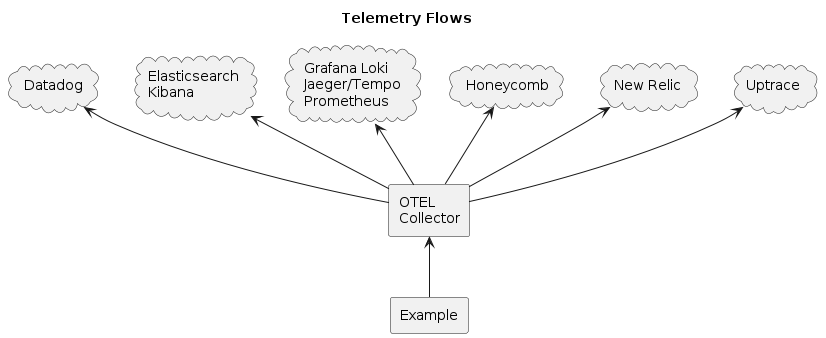 Telemetry Flows
Datadog
Elasticsearch
Kibana
Grafana Loki
Jaeger/Tempo
Prometheus
Honeycomb
New Relic
Uptrace
OTEL
Collector
Example